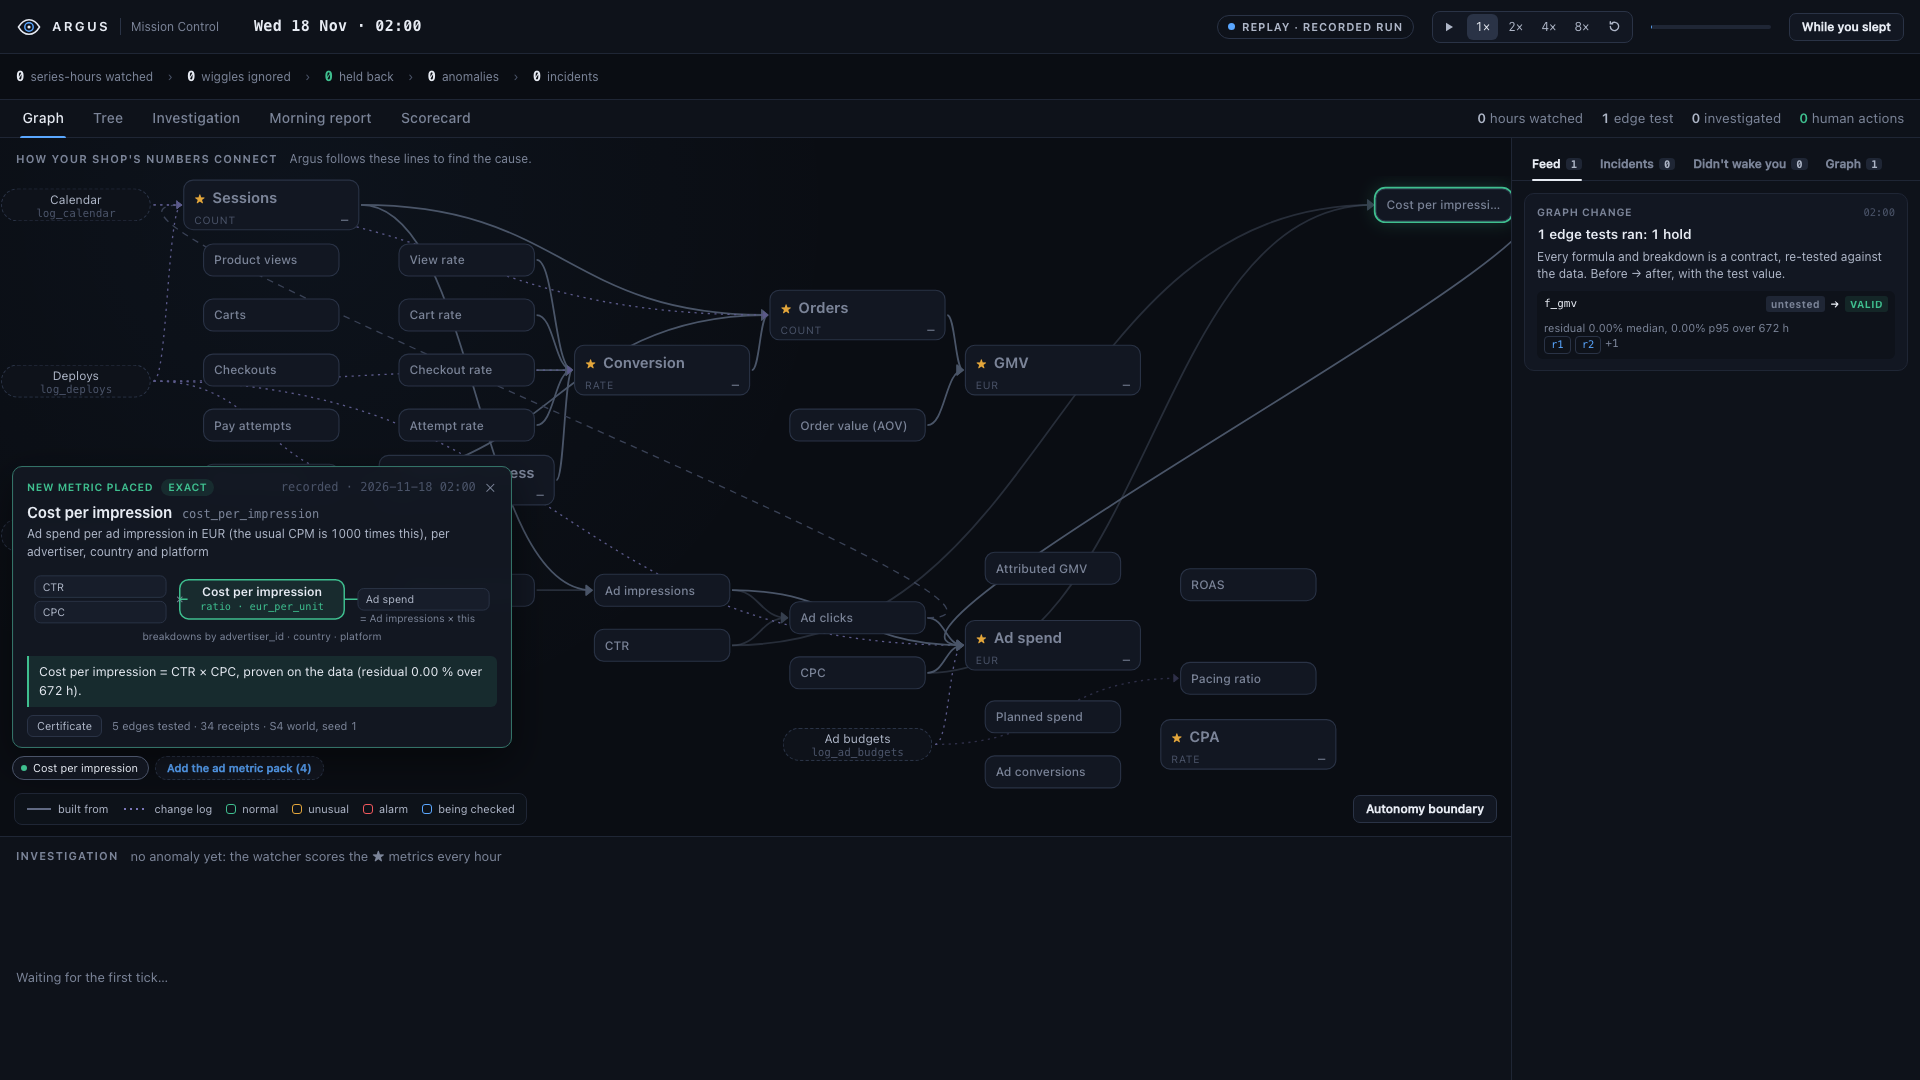 ARGUS
Mission Control
Wed 18 Nov · 02:00
REPLAY · RECORDED RUN
1×
2×
4×
8×
While you slept
0 series-hours watched › 0 wiggles ignored › 0 held back › 0 anomalies › 0 incidents
Graph
Tree
Investigation
Morning report
Scorecard
0 hours watched
1 edge test
0 investigated
0 human actions
HOW YOUR SHOP'S NUMBERS CONNECT
Argus follows these lines to find the cause.
Calendar
log_calendar
Sessions
COUNT
–
Product views
View rate
Carts
Cart rate
Checkouts
Checkout rate
Pay attempts
Attempt rate
Deploys
log_deploys
ess
–
Conversion
RATE
–
Orders
COUNT
–
GMV
EUR
–
Order value (AOV)
Cost per impressi...
Attributed GMV
ROAS
Ad impressions
Ad clicks
CTR
CPC
Ad spend
EUR
–
Pacing ratio
Planned spend
Ad budgets
log_ad_budgets
Ad conversions
CPA
RATE
–
NEW METRIC PLACED
EXACT
recorded · 2026-11-18 02:00
×
Cost per impression cost_per_impression
Ad spend per ad impression in EUR (the usual CPM is 1000 times this), per
advertiser, country and platform
CTR
CPC
×
Cost per impression
ratio · eur_per_unit
Ad spend
= Ad impressions × this
breakdowns by advertiser_id · country · platform
Cost per impression = CTR × CPC, proven on the data (residual 0.00 % over
672 h).
Certificate
5 edges tested · 34 receipts · S4 world, seed 1
Cost per impression
Add the ad metric pack (4)
built from
change log
normal
unusual
alarm
being checked
Autonomy boundary
INVESTIGATION
no anomaly yet: the watcher scores the ★ metrics every hour
Waiting for the first tick...
Feed 1
Incidents 0
Didn't wake you 0
Graph 1
GRAPH CHANGE
02:00
1 edge tests ran: 1 hold
Every formula and breakdown is a contract, re-tested against
the data. Before → after, with the test value.
f_gmv
untested → VALID
residual 0.00% median, 0.00% p95 over 672 h
r1 r2 +1